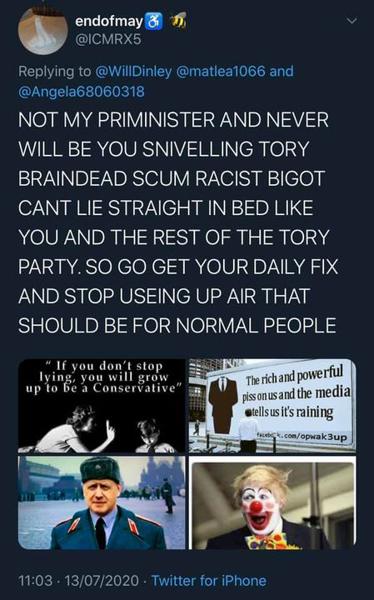 endofmay♿🐝
@ICMRX5
Replying to @WillDinley @matlea1066 and
@Angela68060318
NOT MY PRIMINISTER AND NEVER
WILL BE YOU SNIVELLING TORY
BRAINDEAD SCUM RACIST BIGOT
CANT LIE STRAIGHT IN BED LIKE
YOU AND THE REST OF THE TORY
PARTY. SO GO GET YOUR DAILY FIX
AND STOP USEING UP AIR THAT
SHOULD BE FOR NORMAL PEOPLE
" If you don't stop
lying, you will grow
up to be a Conservative"
The rich and powerful
piss on us and the media
tells us it's raining
.com/opwak3up
11:03 · 13/07/2020 · Twitter for iPhone